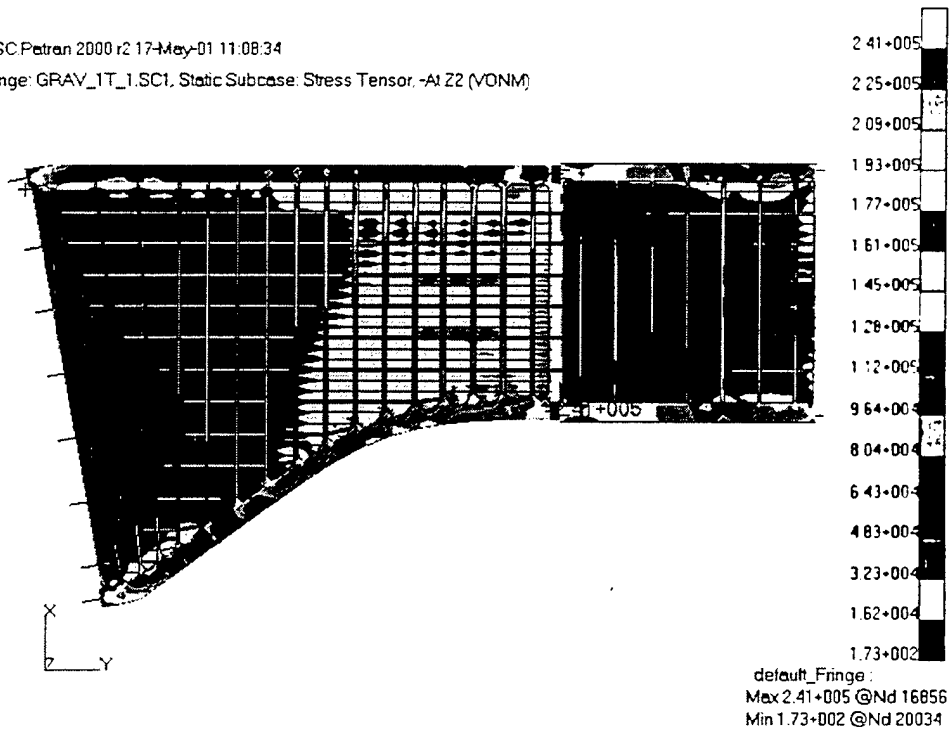 SC.Patran 2000 r2 17-May-01 11:08:34
nge: GRAV_1T_1.SC1, Static Subcase: Stress Tensor, -At Z2 (VONM)
2.41+005
2.25+005
2.09+005
1.93+005
1.77+005
1.61+005
1.45+005
1.28+005
1.12+005
9.64+004
8.04+004
6.43+004
4.83+004
3.23+004
1.62+004
1.73+002
+005
X
Z
Y
default_Fringe :
Max 2.41+005 @Nd 16856
Min 1.73+002 @Nd 20034